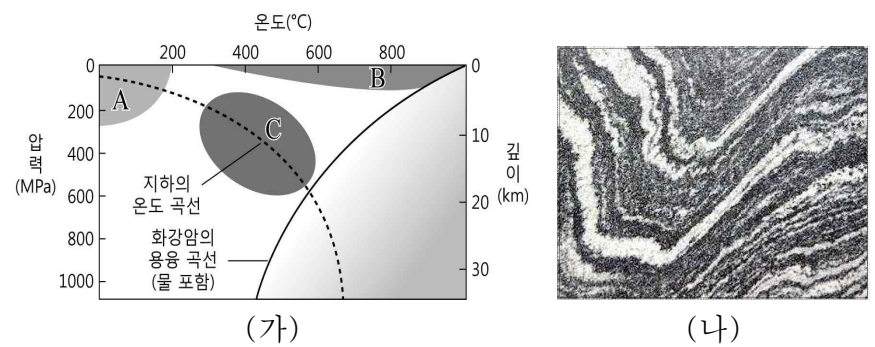 온도(℃)
200 400 600 800
0 0
B
A
200
C
10
400
압력
(MPa)
깊이
(km)
지하의
온도 곡선
600 20
화강암의
용융 곡선
(물 포함)
800
1000 30
(가) (나)